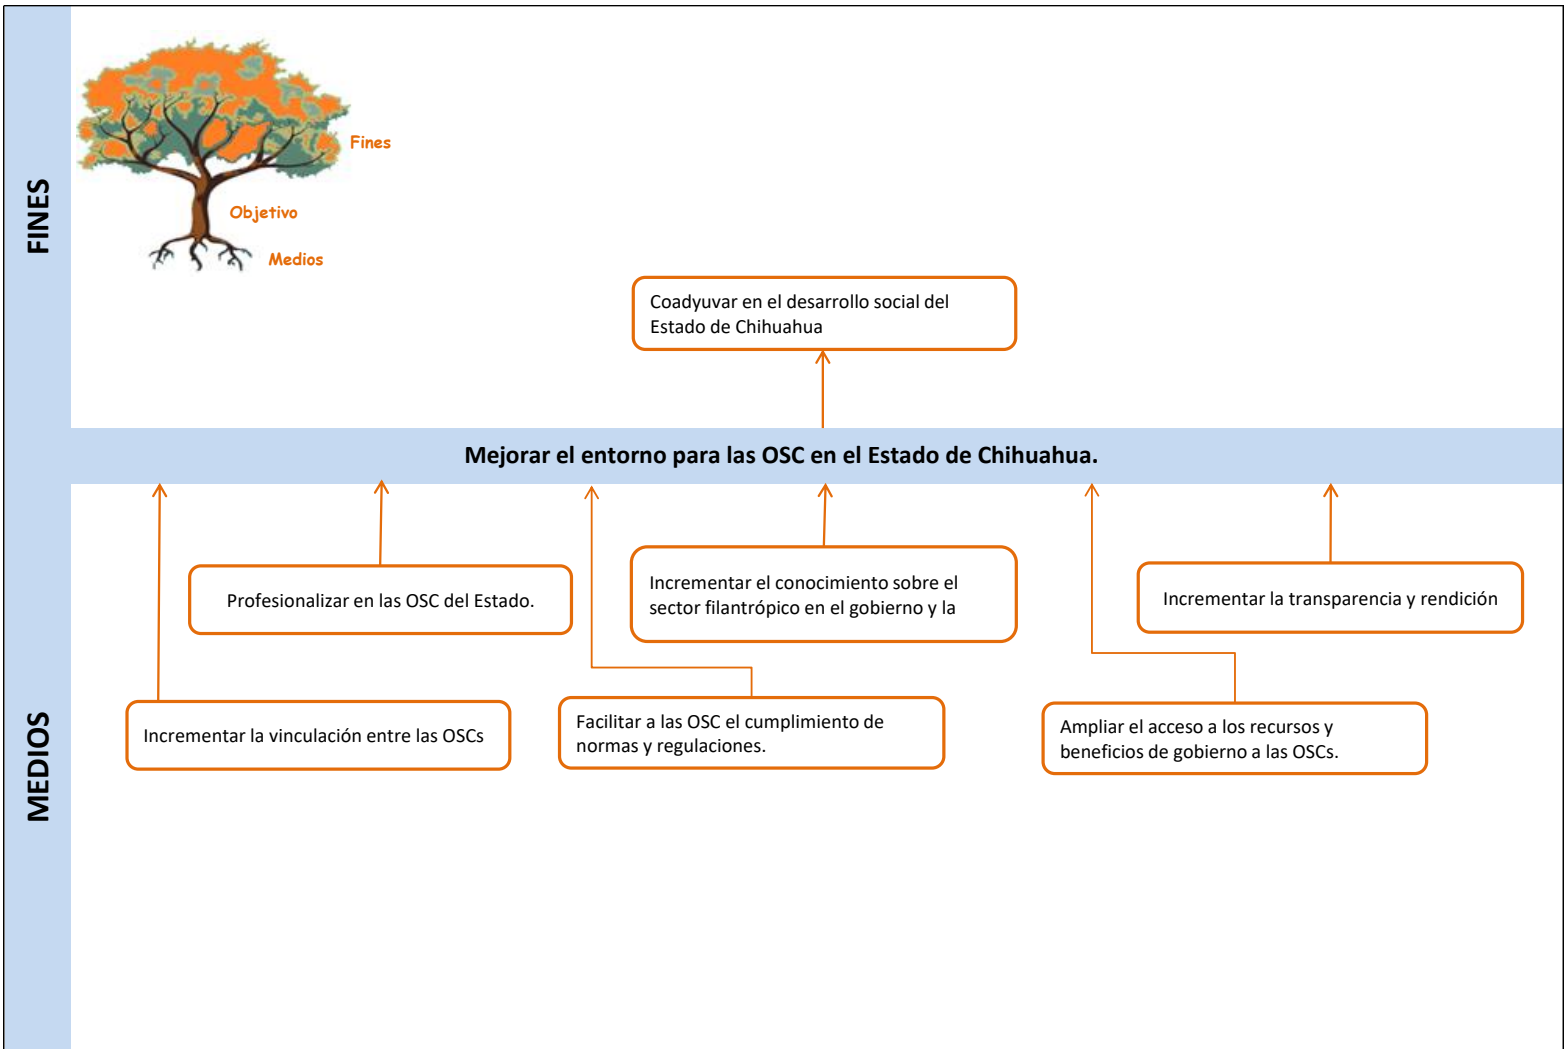 FINES
Fines
Objetivo
Medios
Coadyuvar en el desarrollo social del
Estado de Chihuahua
Mejorar el entorno para las OSC en el Estado de Chihuahua.
MEDIOS
Profesionalizar en las OSC del Estado.
Incrementar el conocimiento sobre el
sector filantrópico en el gobierno y la
Incrementar la transparencia y rendición
Incrementar la vinculación entre las OSCs
Facilitar a las OSC el cumplimiento de
normas y regulaciones.
Ampliar el acceso a los recursos y
beneficios de gobierno a las OSCs.